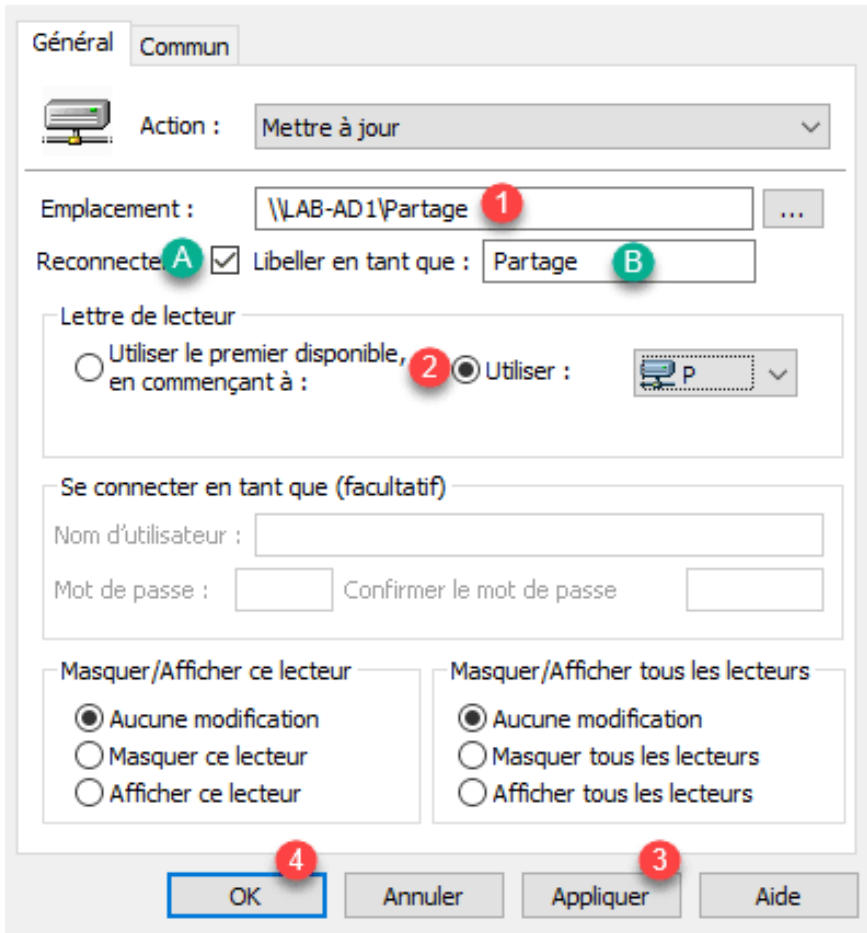 Général
Commun
Action :
Mettre à jour
Emplacement :
\\LAB-AD1\Partage
1
...
Reconnecte
A
Libeller en tant que :
Partage
B
Lettre de lecteur
Utiliser le premier disponible,
en commençant à :
2
Utiliser :
P
Se connecter en tant que (facultatif)
Nom d'utilisateur :
Mot de passe :
Confirmer le mot de passe
Masquer/Afficher ce lecteur
Aucune modification
Masquer ce lecteur
Afficher ce lecteur
Masquer/Afficher tous les lecteurs
Aucune modification
Masquer tous les lecteurs
Afficher tous les lecteurs
4
3
OK
Annuler
Appliquer
Aide